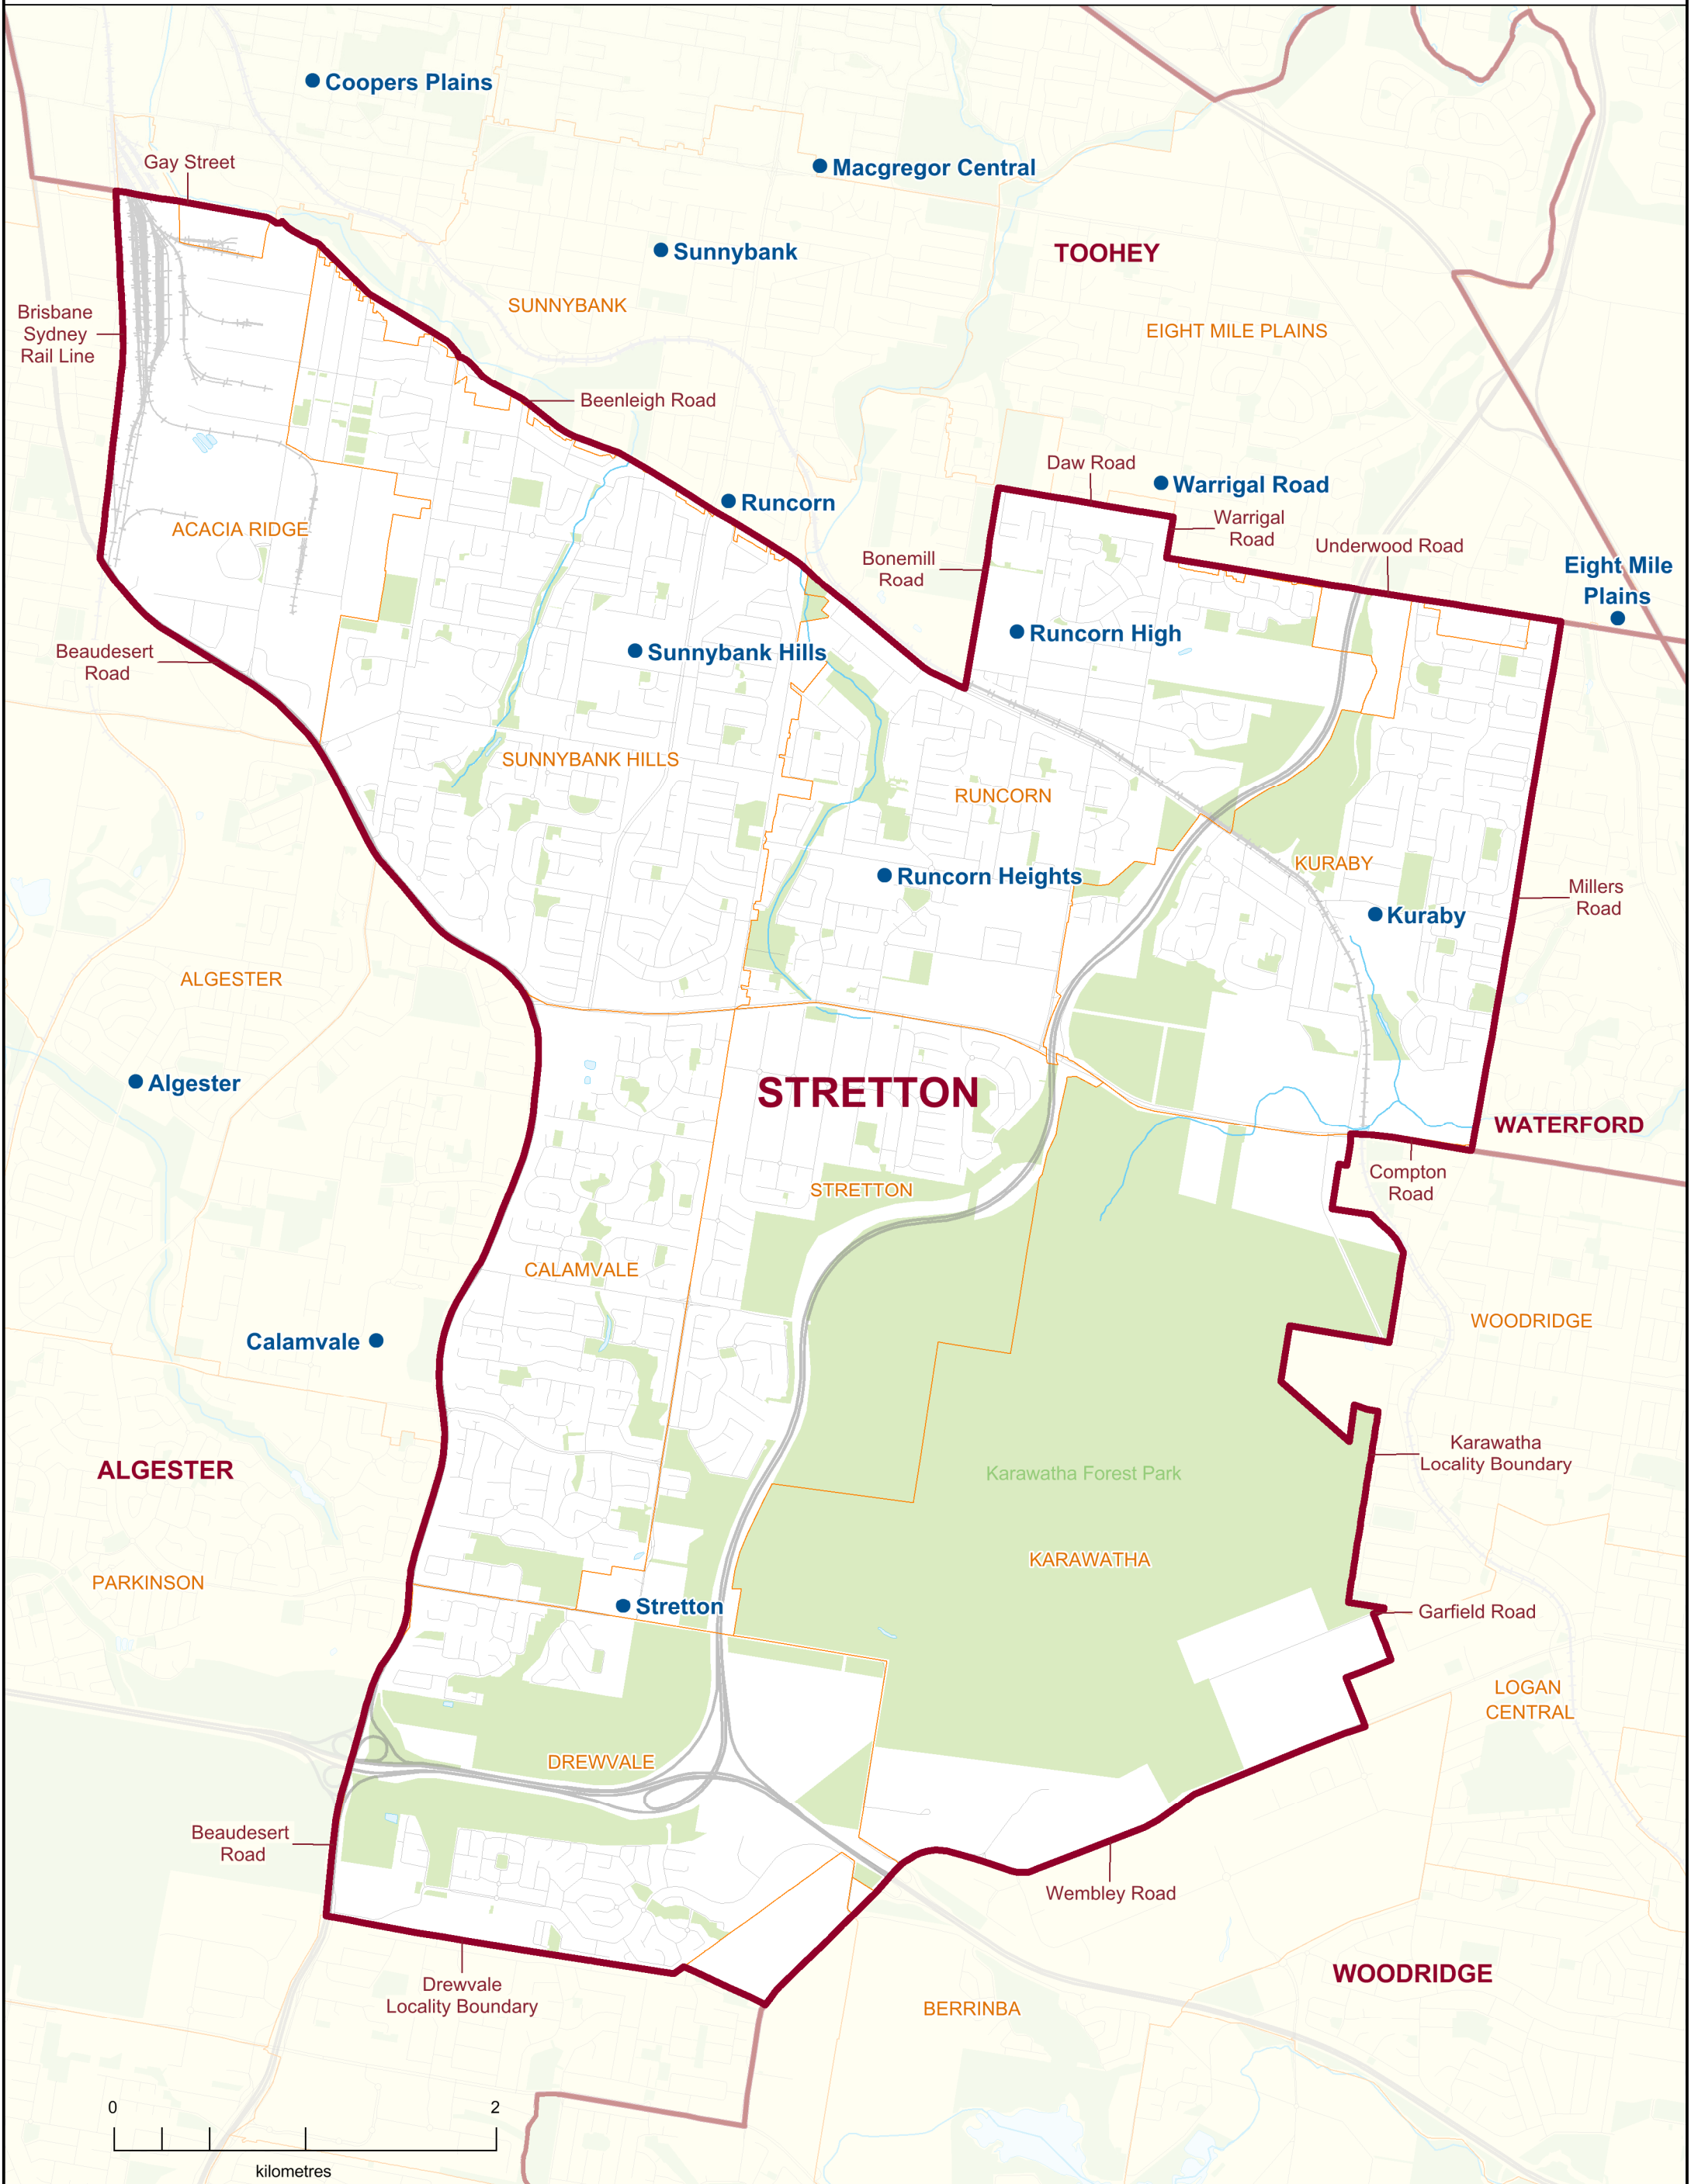 Coopers Plains
Gay Street
Macgregor Central
Sunnybank
TOOHEY
SUNNYBANK
Brisbane
Sydney
Rail Line
EIGHT MILE PLAINS
Beenleigh Road
Daw Road
Warrigal Road
Runcorn
Warrigal
Road
ACACIA RIDGE
Underwood Road
Bonemill
Road
Eight Mile
Plains
Runcorn High
Beaudesert
Road
Sunnybank Hills
SUNNYBANK HILLS
RUNCORN
KURABY
Runcorn Heights
Millers
Road
Kuraby
ALGESTER
Algester
STRETTON
WATERFORD
Compton
Road
STRETTON
CALAMVALE
WOODRIDGE
Calamvale
Karawatha
Locality Boundary
ALGESTER
Karawatha Forest Park
KARAWATHA
PARKINSON
Stretton
Garfield Road
LOGAN
CENTRAL
DREWVALE
Beaudesert
Road
Wembley Road
WOODRIDGE
Drewvale
Locality Boundary
BERRINBA
0 2
kilometres